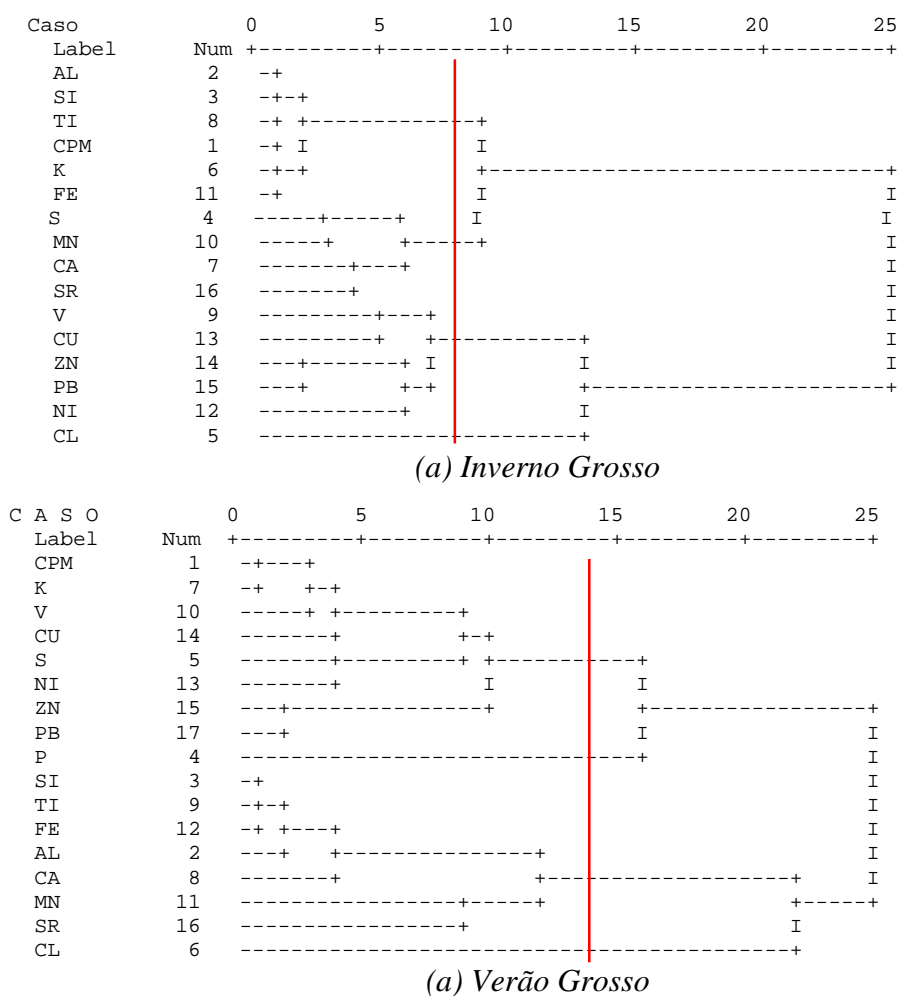 Caso 0 5 10 15 20 25
Label Num +---------+---------+---------+---------+---------+
AL 2 -+
SI 3 -+-+
TI 8 -+ +-------------+
CPM 1 -+ I I
K 6 -+-+ +-------------------------------+
FE 11 -+ I I
S 4 -----+-----+ I I
MN 10 -----+ +-----+ I
CA 7 -------+---+ I
SR 16 -------+ I
V 9 ---------+---+ I
CU 13 ---------+ +-----------+ I
ZN 14 ---+-------+ I I I
PB 15 ---+ +-+ +-----------------------+
NI 12 -----------+ I
CL 5 -------------------------+
(a) Inverno Grosso
C A S O 0 5 10 15 20 25
Label Num +---------+---------+---------+---------+---------+
CPM 1 -+---+
K 7 -+ +-+
V 10 -----+ +---------+
CU 14 -------+ +-+
S 5 -------+---------+ +-----------+
NI 13 -------+ I I
ZN 15 ---+---------------+ +-----------------+
PB 17 ---+ I I
P 4 -------------------------------+ I
SI 3 -+ I
TI 9 -+-+ I
FE 12 -+ +---+ I
AL 2 ---+ +---------------+ I
CA 8 -------+ +-------------------+ I
MN 11 -----------------+-----+ +-----+
SR 16 -----------------+ I
CL 6 -------------------------------------------+
(a) Verão Grosso